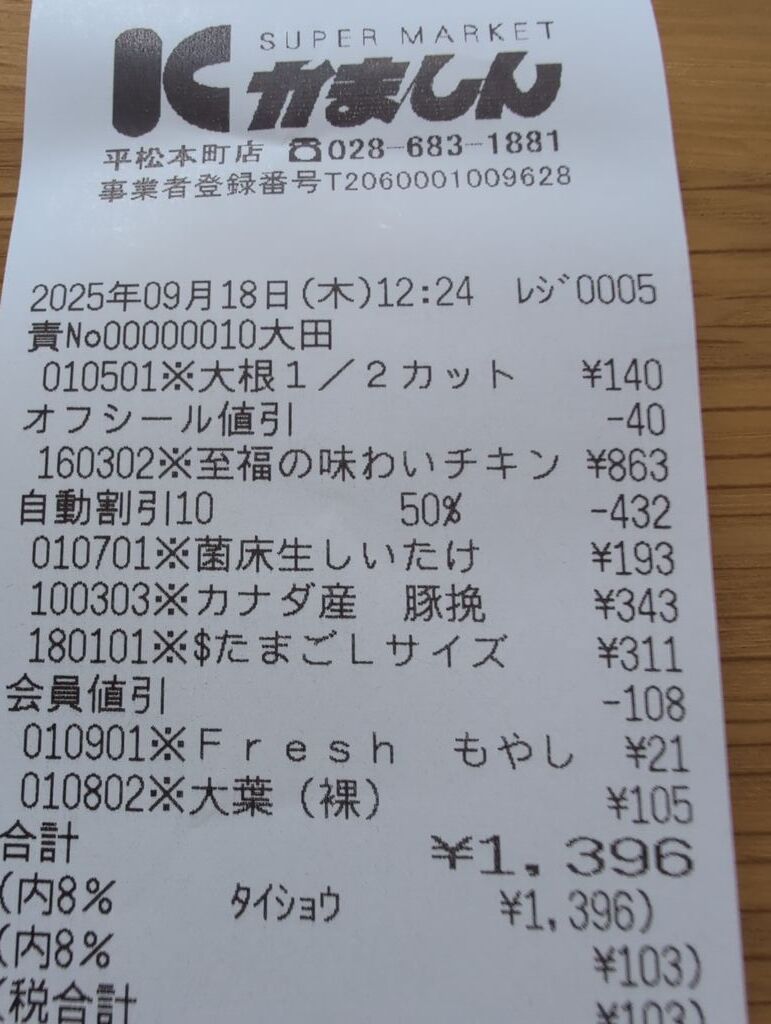 SUPER MARKET
かましん
平松本町店 ☎028-683-1881
事業者登録番号T2060001009628
2025年09月18日(木)12:24 ﾚｼﾞ0005
責No00000010大田
010501※大根１／２カット ¥140
オフシール値引 -40
160302※至福の味わいチキン ¥863
自動割引10 50% -432
010701※菌床生しいたけ ¥193
100303※カナダ産 豚挽 ¥343
180101※$たまごＬサイズ ¥311
会員値引 -108
010901※Ｆｒｅｓｈ もやし ¥21
010802※大葉（裸） ¥105
合計 ¥1,396
(内8% ﾀｲｼｮｳ ¥1,396)
(内8% ¥103)
(税合計 ¥103)